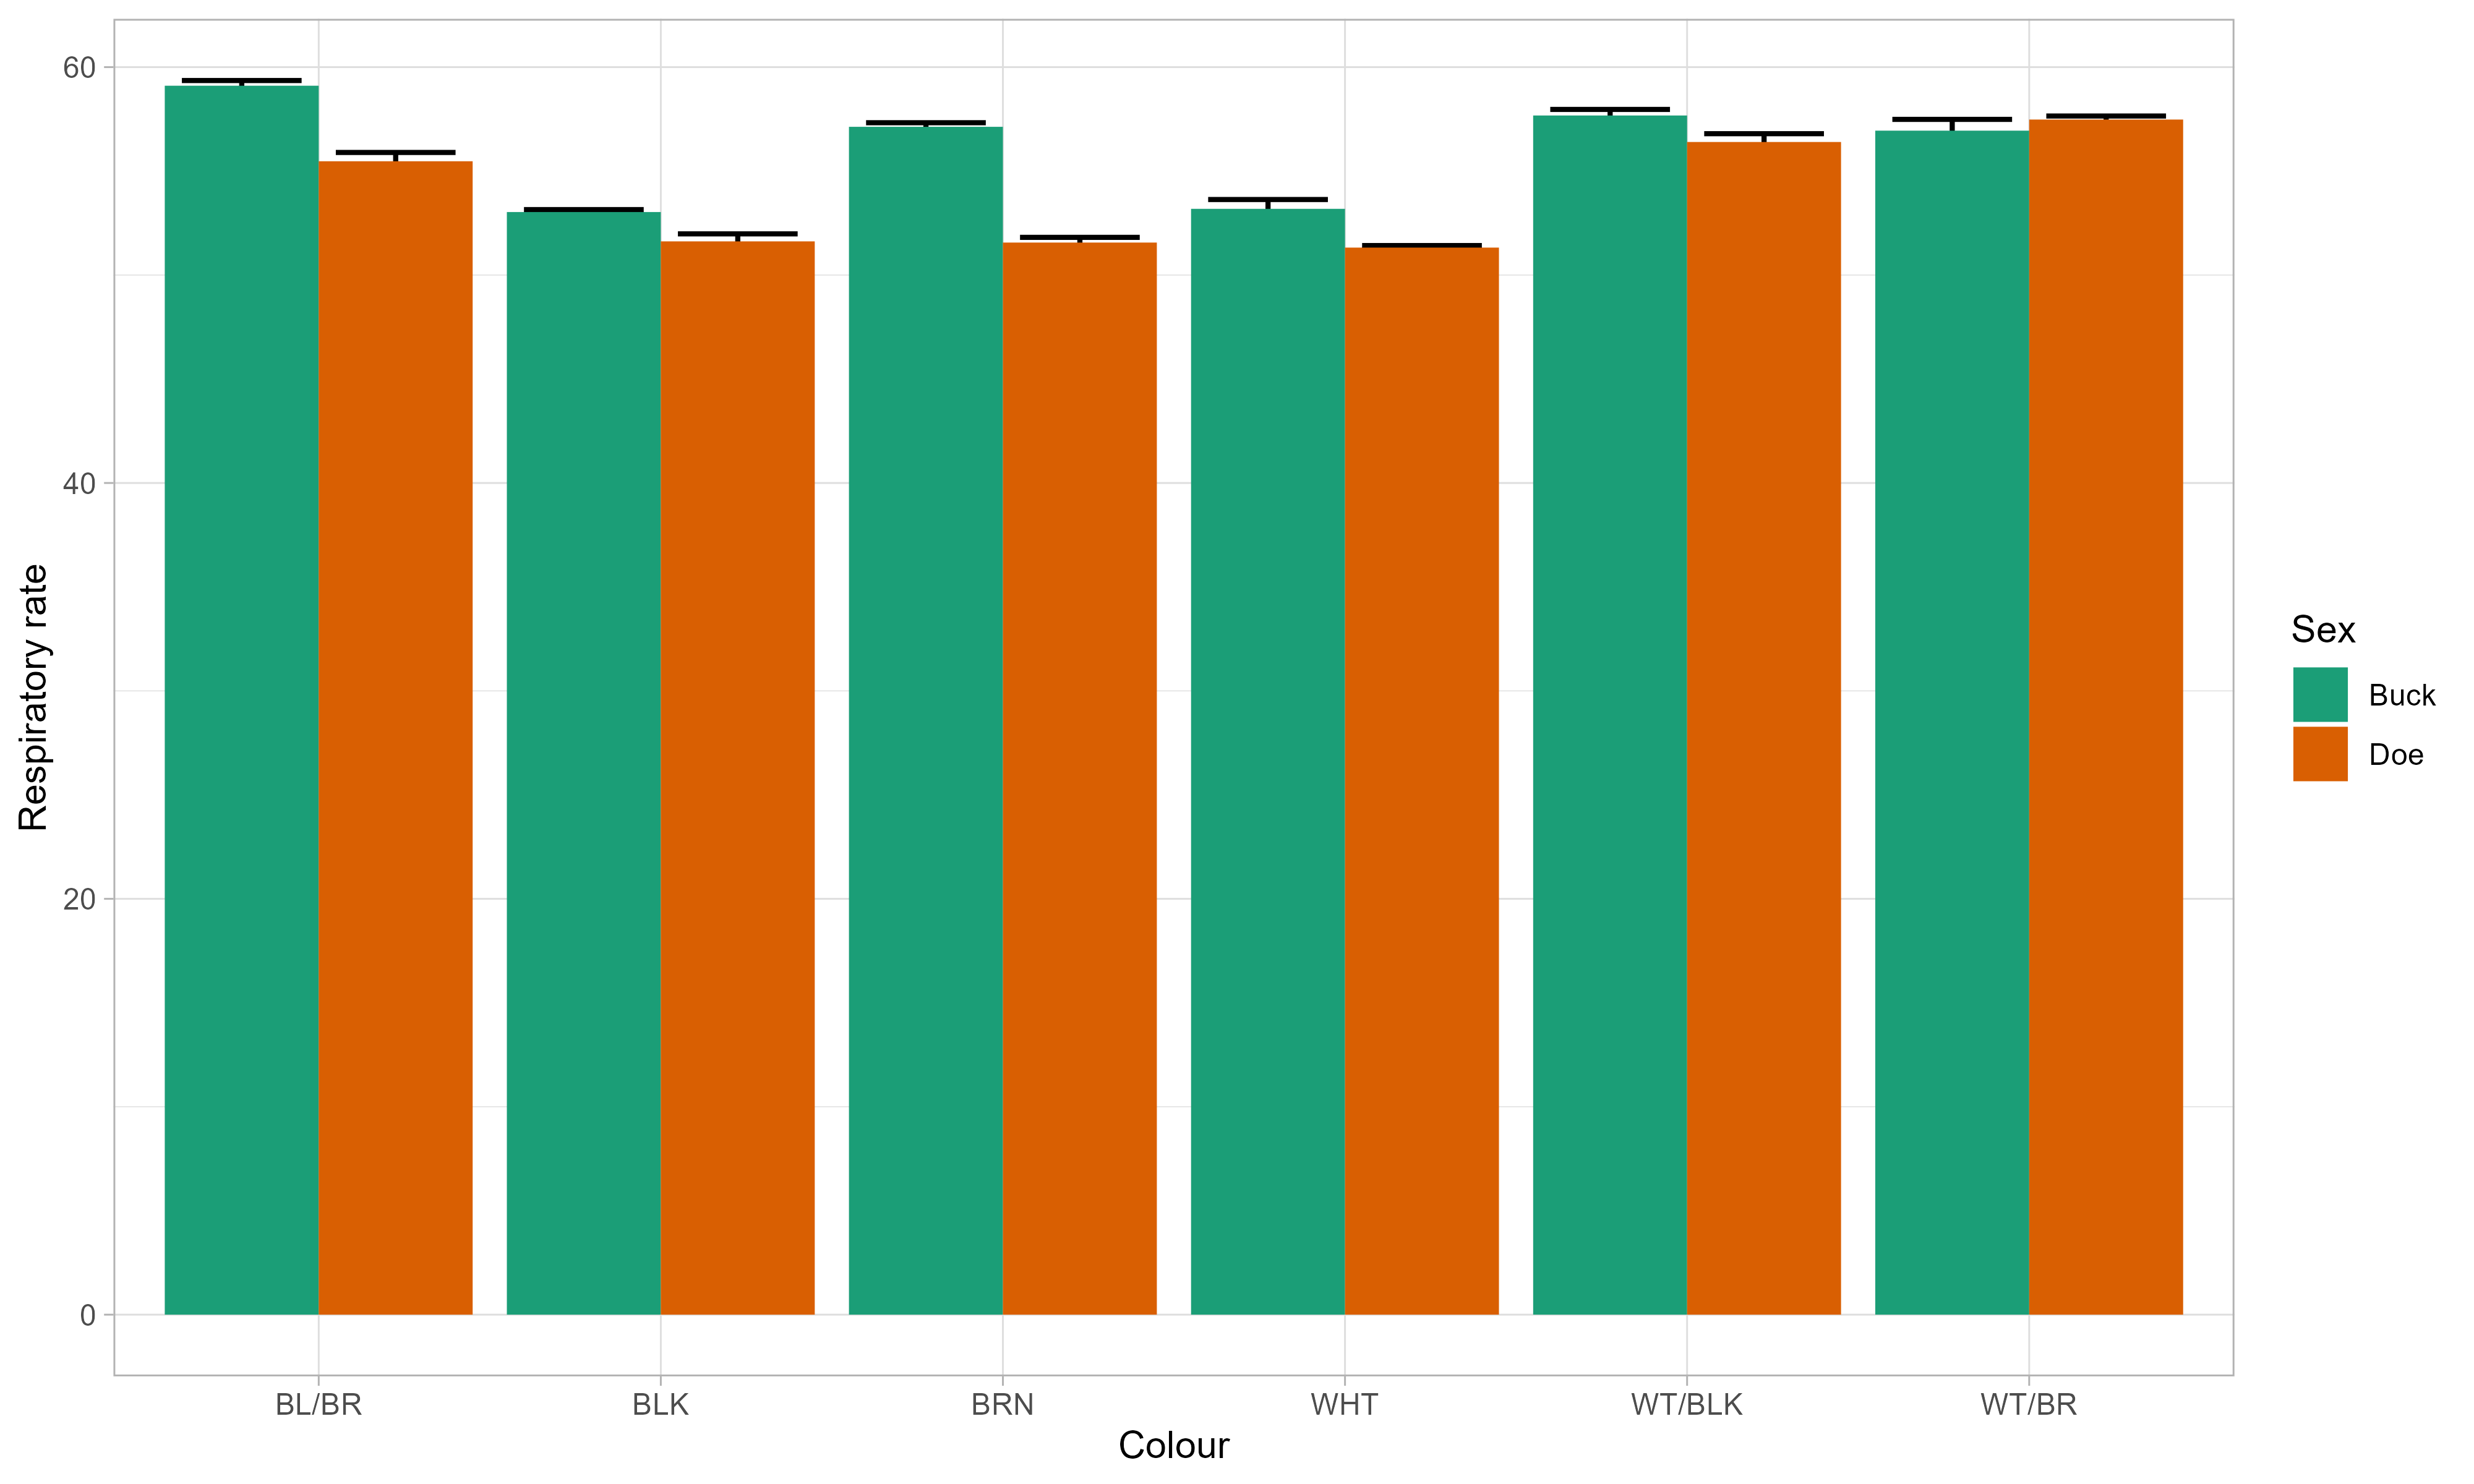 60
40
20
0
Respiratory rate
BL/BR BLK BRN WHT WT/BLK WT/BR
Colour
Sex
Buck
Doe